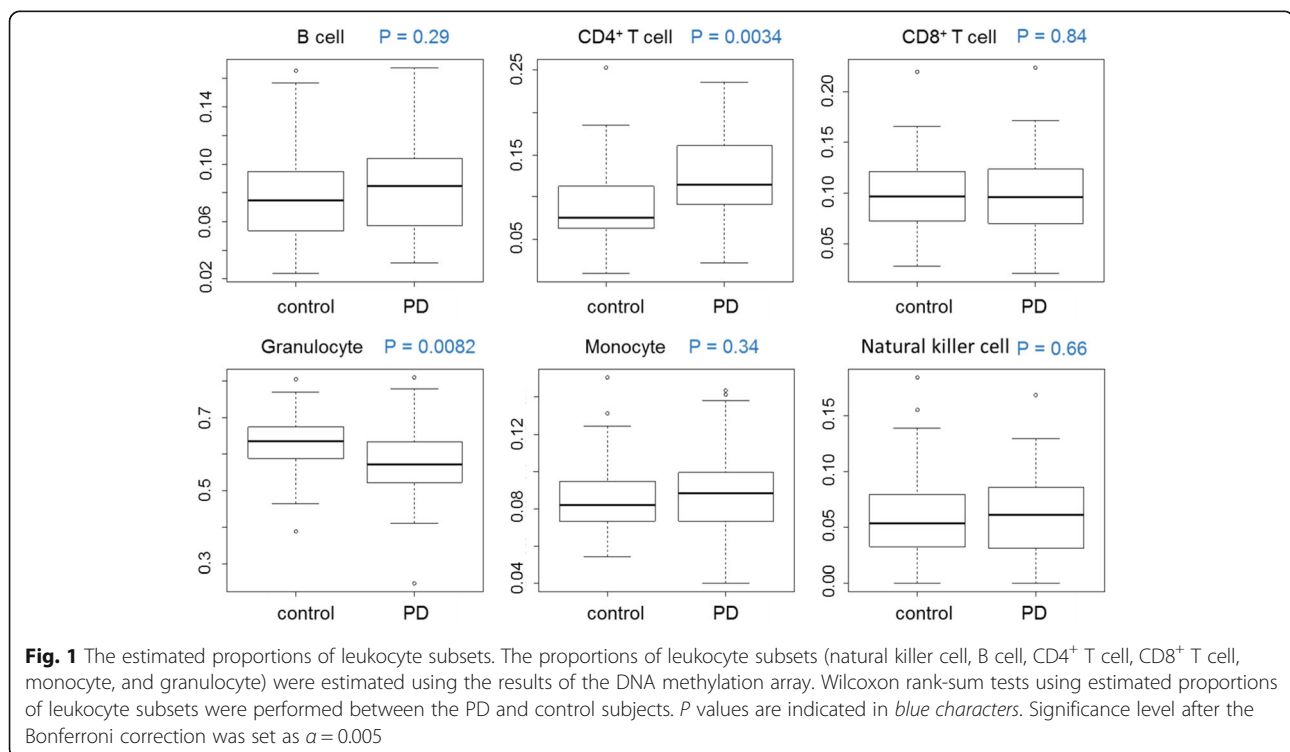 B cell P = 0.29
CD4⁺ T cell P = 0.0034
CD8⁺ T cell P = 0.84
0.02 0.06 0.10 0.14
control PD
0.05 0.15 0.25
control PD
0.05 0.10 0.15 0.20
control PD
Granulocyte P = 0.0082
Monocyte P = 0.34
Natural killer cell P = 0.66
0.3 0.5 0.7
control PD
0.04 0.08 0.12
control PD
0.00 0.05 0.10 0.15
control PD
Fig. 1 The estimated proportions of leukocyte subsets. The proportions of leukocyte subsets (natural killer cell, B cell, CD4⁺ T cell, CD8⁺ T cell,
monocyte, and granulocyte) were estimated using the results of the DNA methylation array. Wilcoxon rank-sum tests using estimated proportions
of leukocyte subsets were performed between the PD and control subjects. P values are indicated in blue characters. Significance level after the
Bonferroni correction was set as α = 0.005